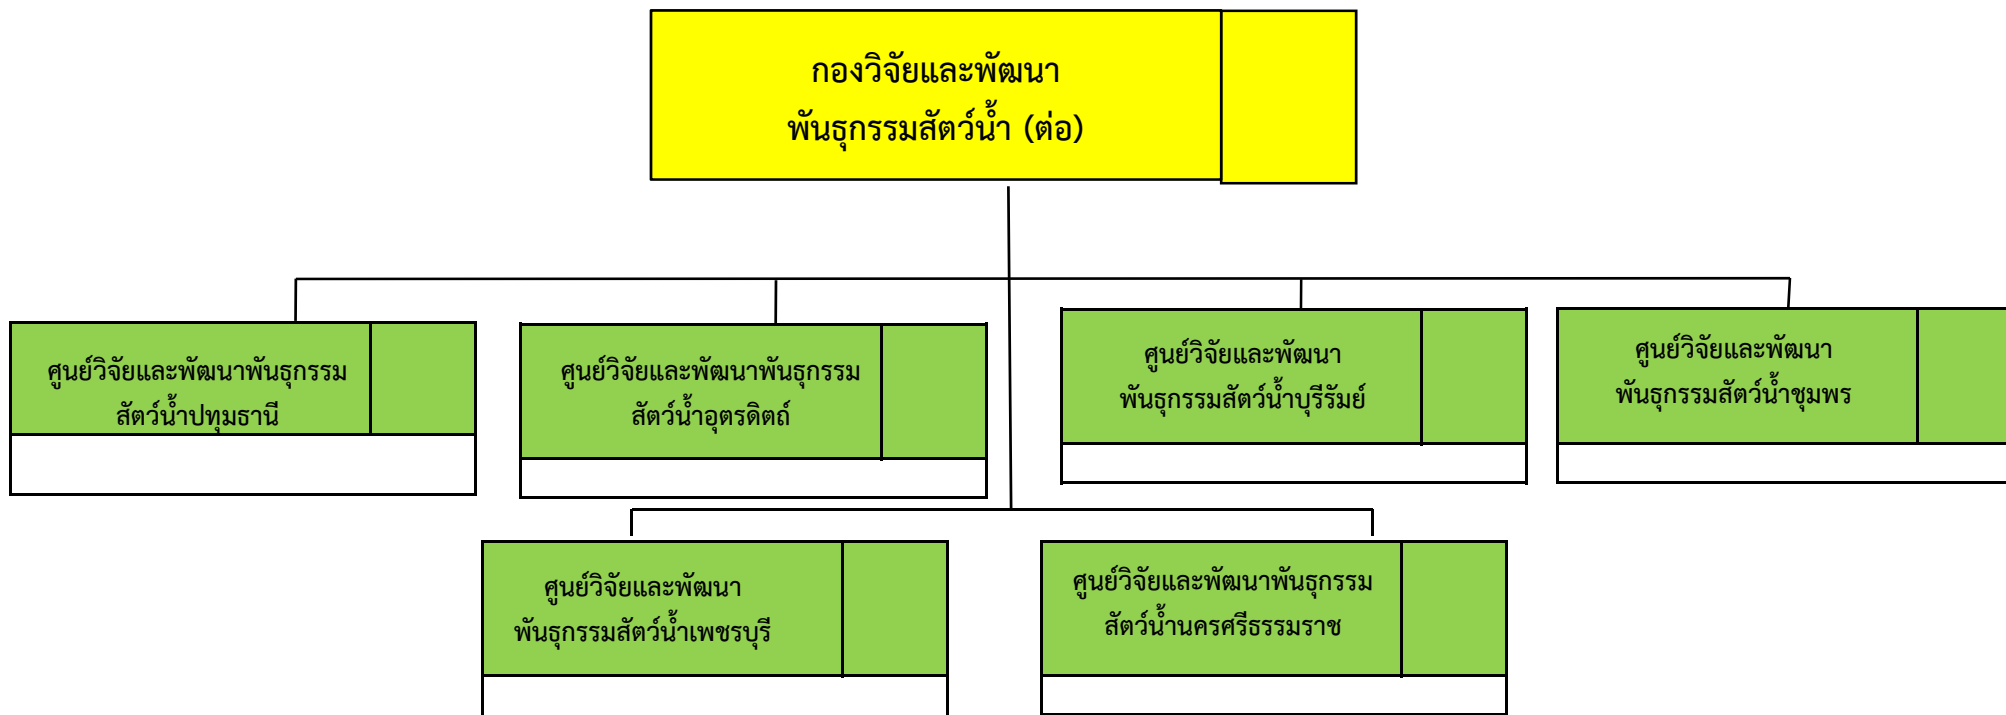 กองวิจัยและพัฒนา
พันธุกรรมสัตว์น้ำ (ต่อ)
ศูนย์วิจัยและพัฒนาพันธุกรรม
สัตว์น้ำปทุมธานี
ศูนย์วิจัยและพัฒนาพันธุกรรม
สัตว์น้ำอุตรดิตถ์
ศูนย์วิจัยและพัฒนา
พันธุกรรมสัตว์น้ำบุรีรัมย์
ศูนย์วิจัยและพัฒนา
พันธุกรรมสัตว์น้ำชุมพร
ศูนย์วิจัยและพัฒนา
พันธุกรรมสัตว์น้ำเพชรบุรี
ศูนย์วิจัยและพัฒนาพันธุกรรม
สัตว์น้ำนครศรีธรรมราช